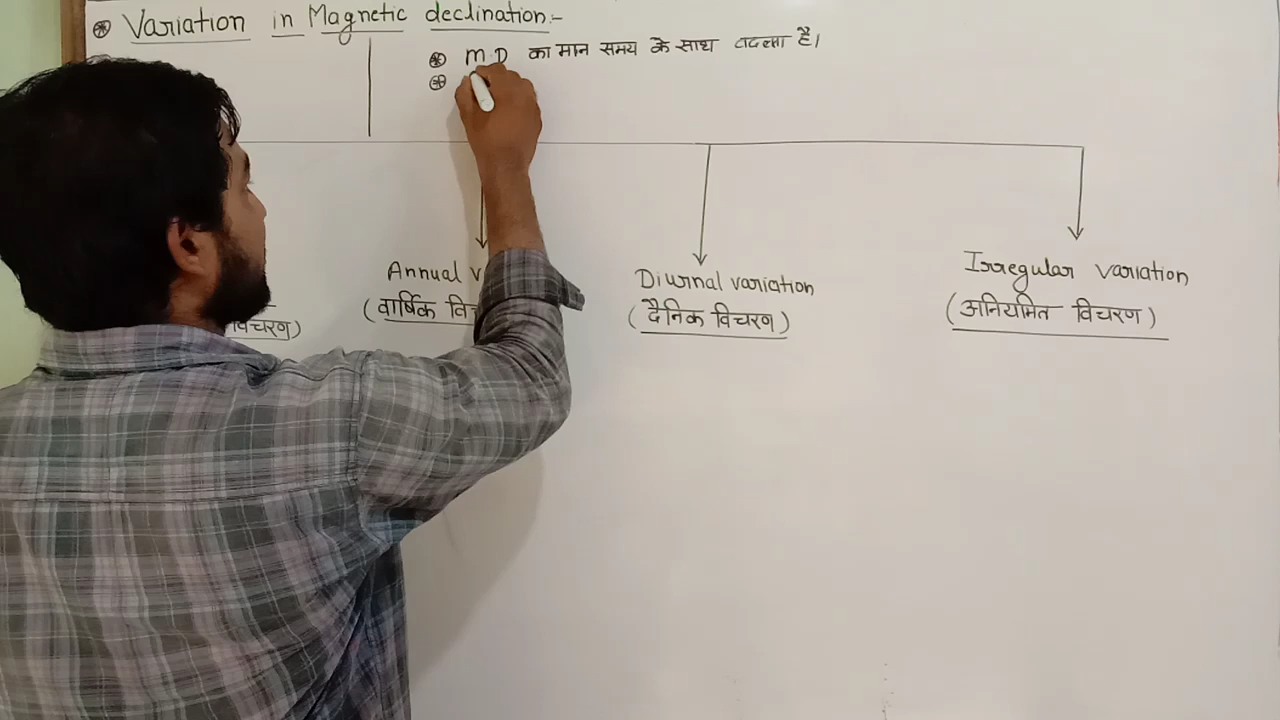 Variation in Magnetic declination:-
M.D का मान समय के साथ बदलता है।
Annual v
(वार्षिक विच
विचरण)
Diurnal variation
(दैनिक विचरण)
Irregular variation
(अनियमित विचरण)